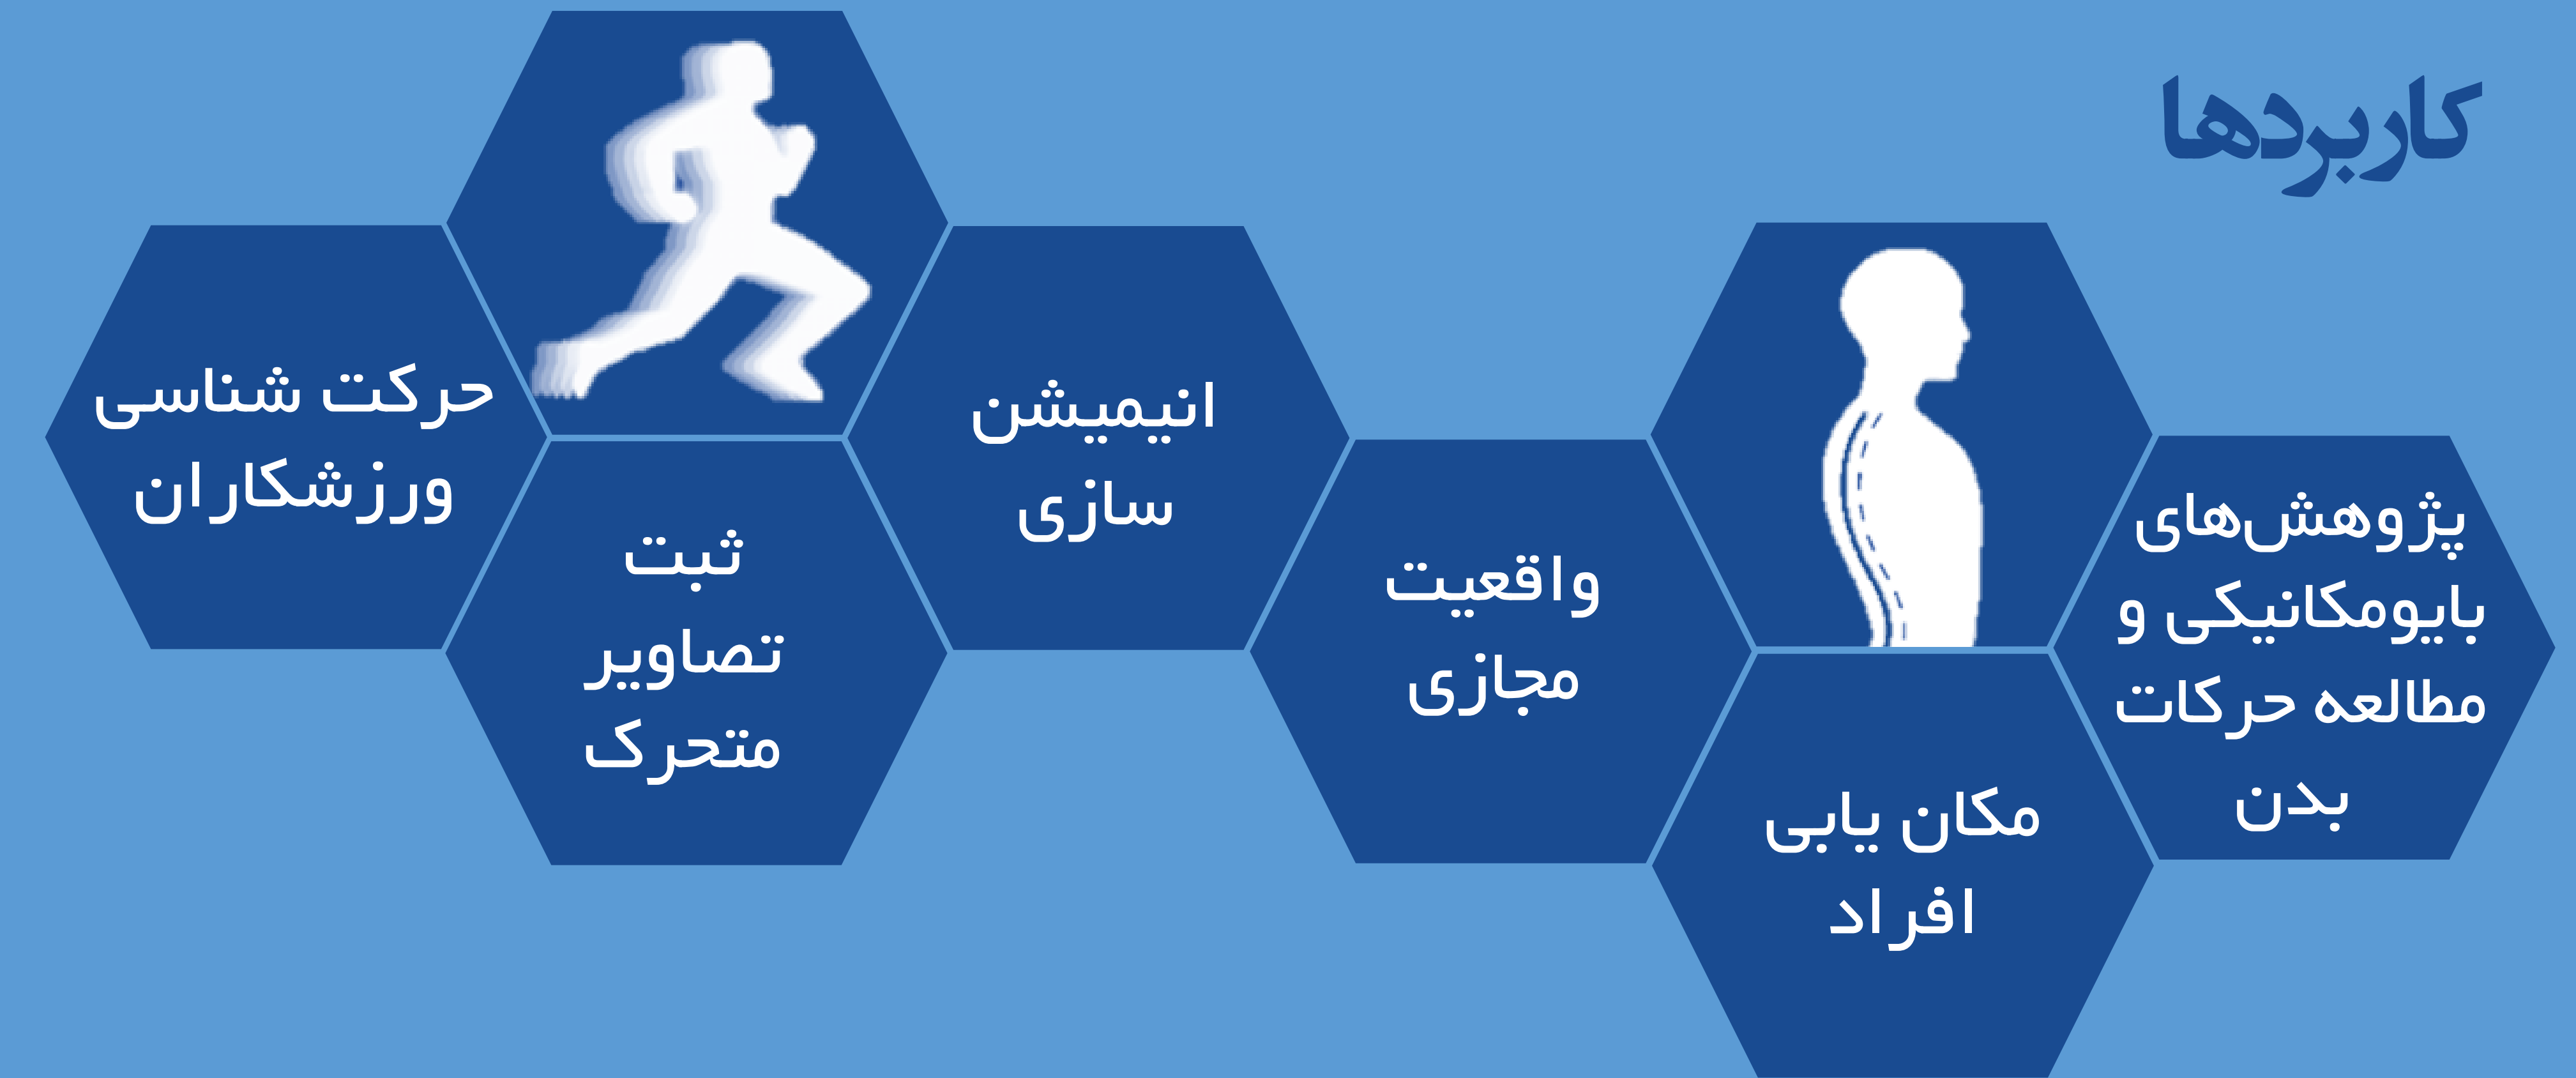 کاربردها
پژوهش‌های
بایومکانیکی و
مطالعه حرکات
بدن
مکان یابی
افراد
واقعیت
مجازی
انیمیشن
سازی
ثبت
تصاویر
متحرک
حرکت شناسی
ورزشکاران